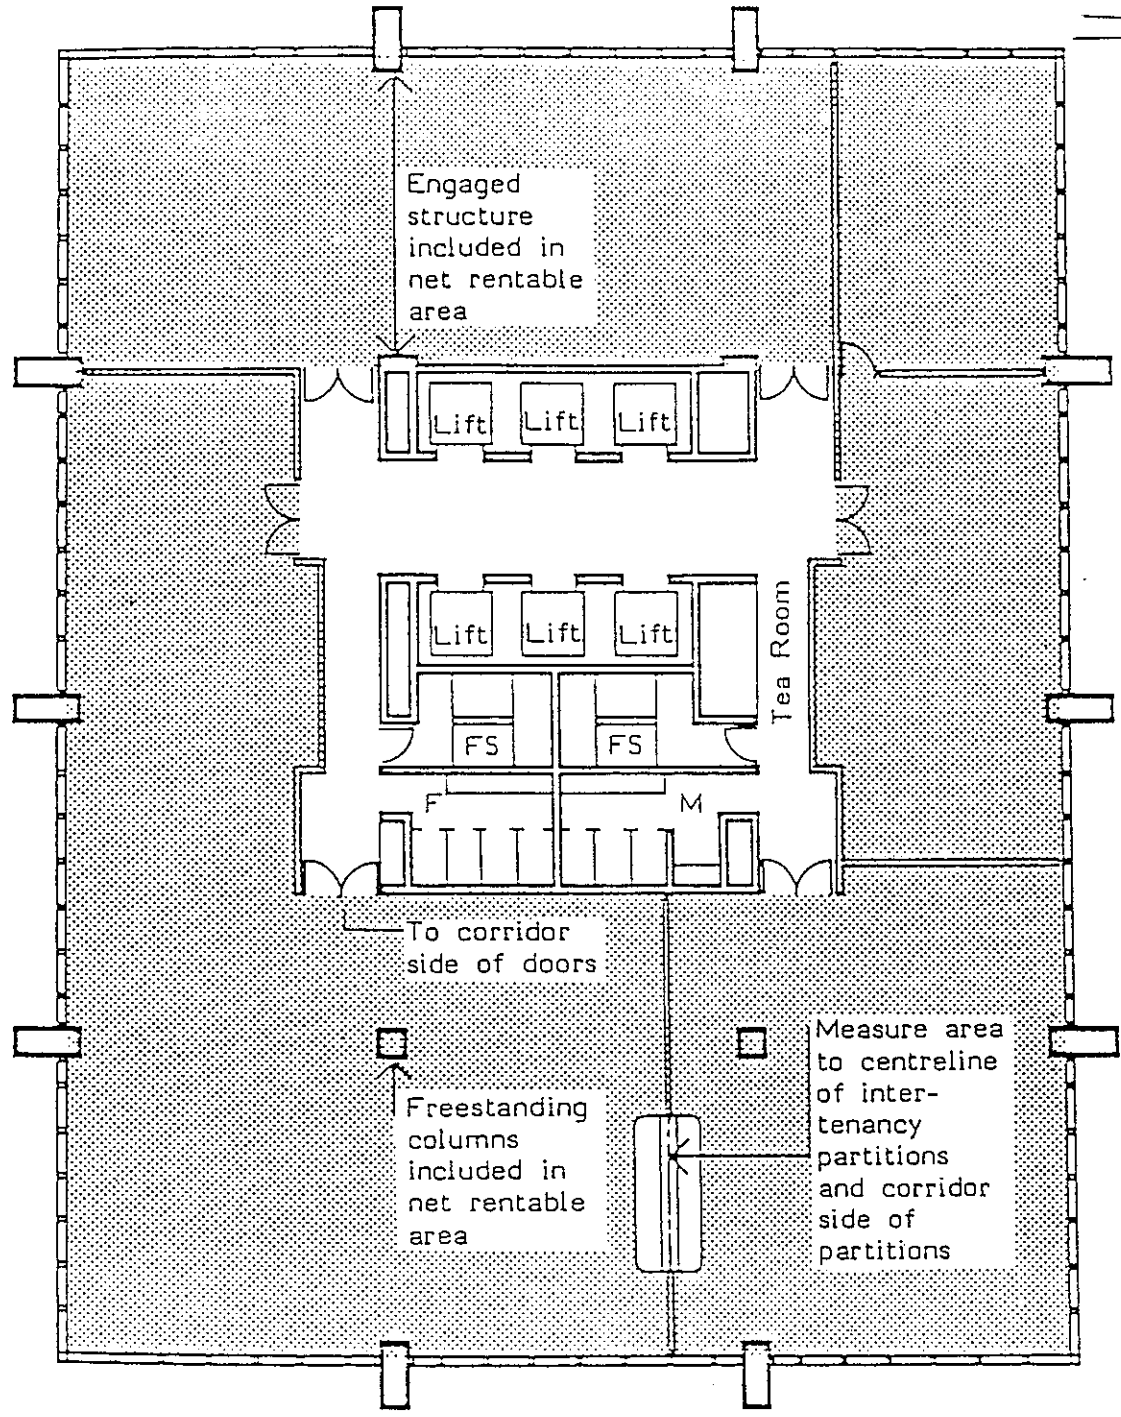 Engaged
structure
included in
net rentable
area
Lift Lift Lift
Lift Lift Lift
Tea Room
FS FS
F M
To corridor
side of doors
Freestanding
columns
included in
net rentable
area
Measure area
to centreline
of inter-
tenancy
partitions
and corridor
side of
partitions